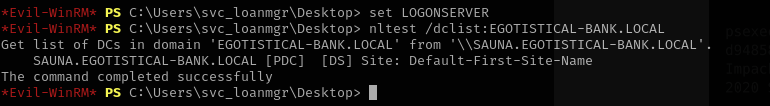 *Evil-WinRM* PS C:\Users\svc_loanmgr\Desktop> set LOGONSERVER
*Evil-WinRM* PS C:\Users\svc_loanmgr\Desktop> nltest /dclist:EGOTISTICAL-BANK.LOCAL
Get list of DCs in domain 'EGOTISTICAL-BANK.LOCAL' from '\\SAUNA.EGOTISTICAL-BANK.LOCAL'.
SAUNA.EGOTISTICAL-BANK.LOCAL [PDC] [DS] Site: Default-First-Site-Name
The command completed successfully
*Evil-WinRM* PS C:\Users\svc_loanmgr\Desktop>
psexe
d9485
Impac
2020